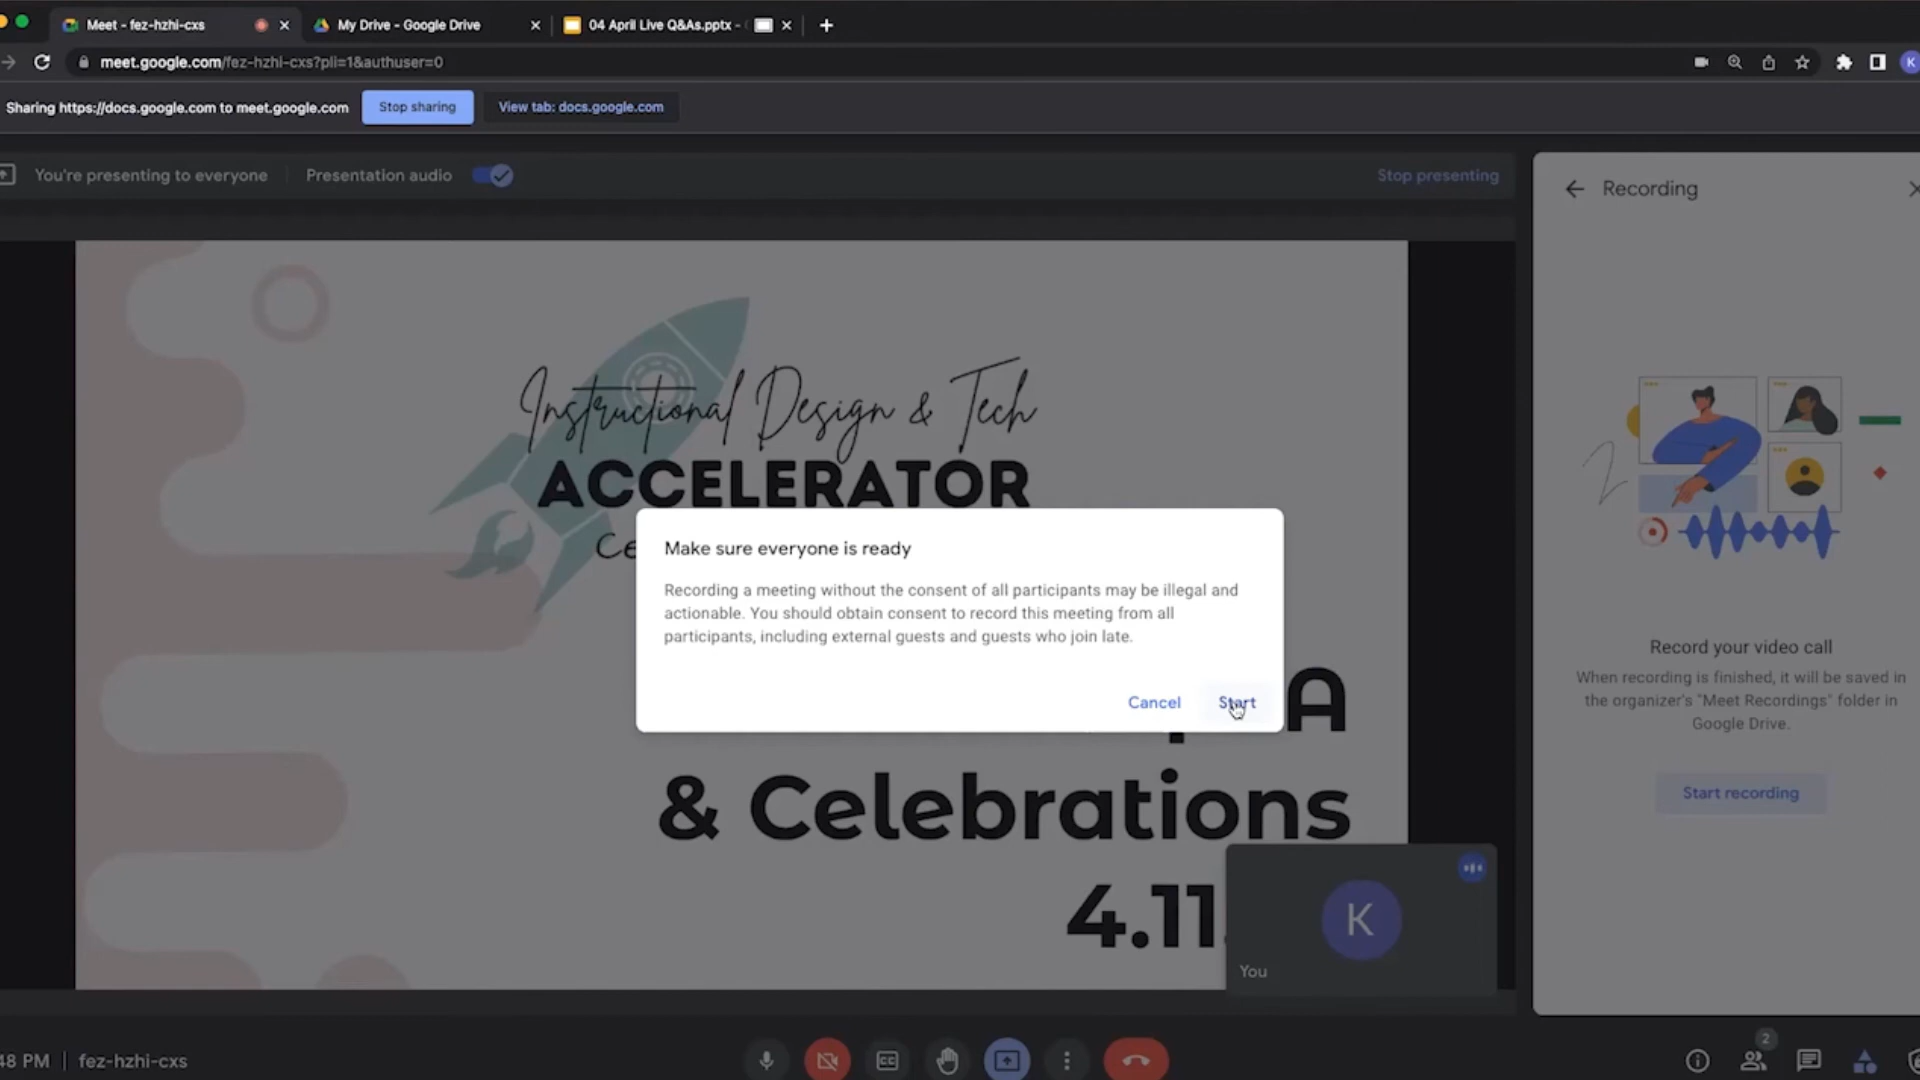 Meet - fez-hzhi-cxs
My Drive - Google Drive
04 April Live Q&As.pptx -
meet.google.com/fez-hzhi-cxs?pli=1&authuser=0
K
Sharing https://docs.google.com to meet.google.com
Stop sharing
View tab: docs.google.com
You're presenting to everyone
Presentation audio
Stop presenting
Recording
Instructional Design & Tech
ACCELERATOR
Ce
Make sure everyone is ready
Recording a meeting without the consent of all participants may be illegal and
actionable. You should obtain consent to record this meeting from all
participants, including external guests and guests who join late.
Cancel
Start
A
& Celebrations
4.11
Record your video call
When recording is finished, it will be saved in
the organizer's "Meet Recordings" folder in
Google Drive.
Start recording
K
You
48 PM
fez-hzhi-cxs
CC
2